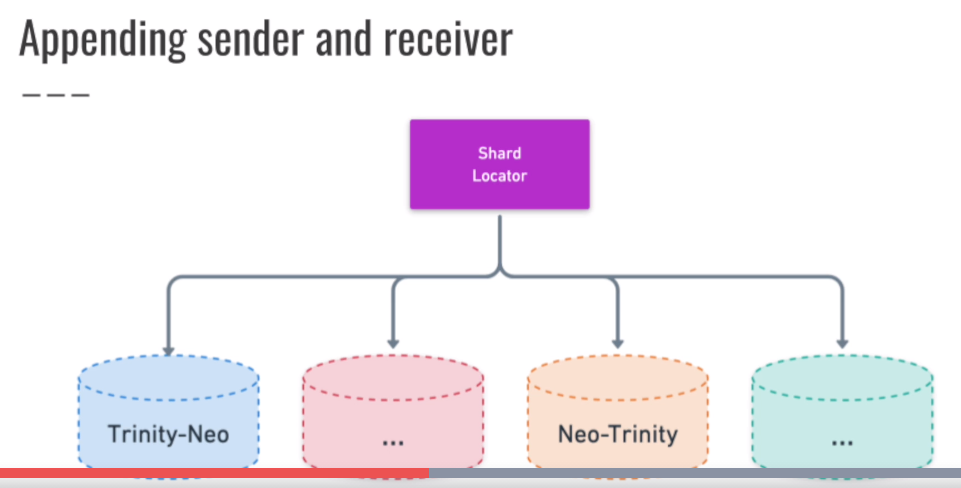 Appending sender and receiver
Shard
Locator
Trinity-Neo
...
Neo-Trinity
...